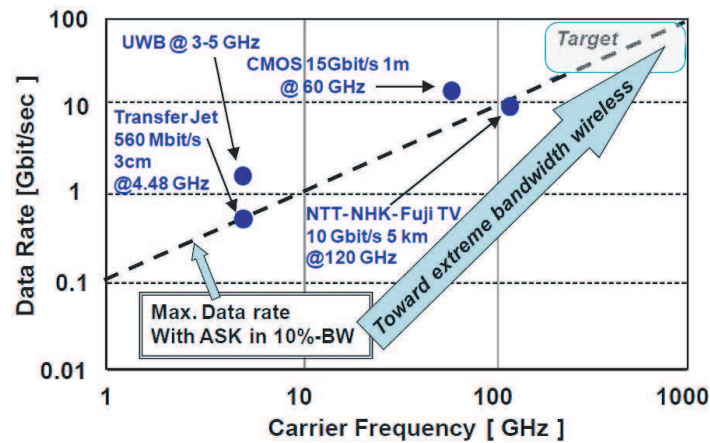 100
10
1
0.1
0.01
Data Rate [Gbit/sec]
UWB @ 3-5 GHz
CMOS 15Gbit/s 1m
@ 60 GHz
Target
Transfer Jet
560 Mbit/s
3cm
@4.48 GHz
NTT-NHK-Fuji TV
10 Gbit/s 5 km
@120 GHz
Toward extreme bandwidth wireless
Max. Data rate
With ASK in 10%-BW
1
10
100
1000
Carrier Frequency [ GHz ]